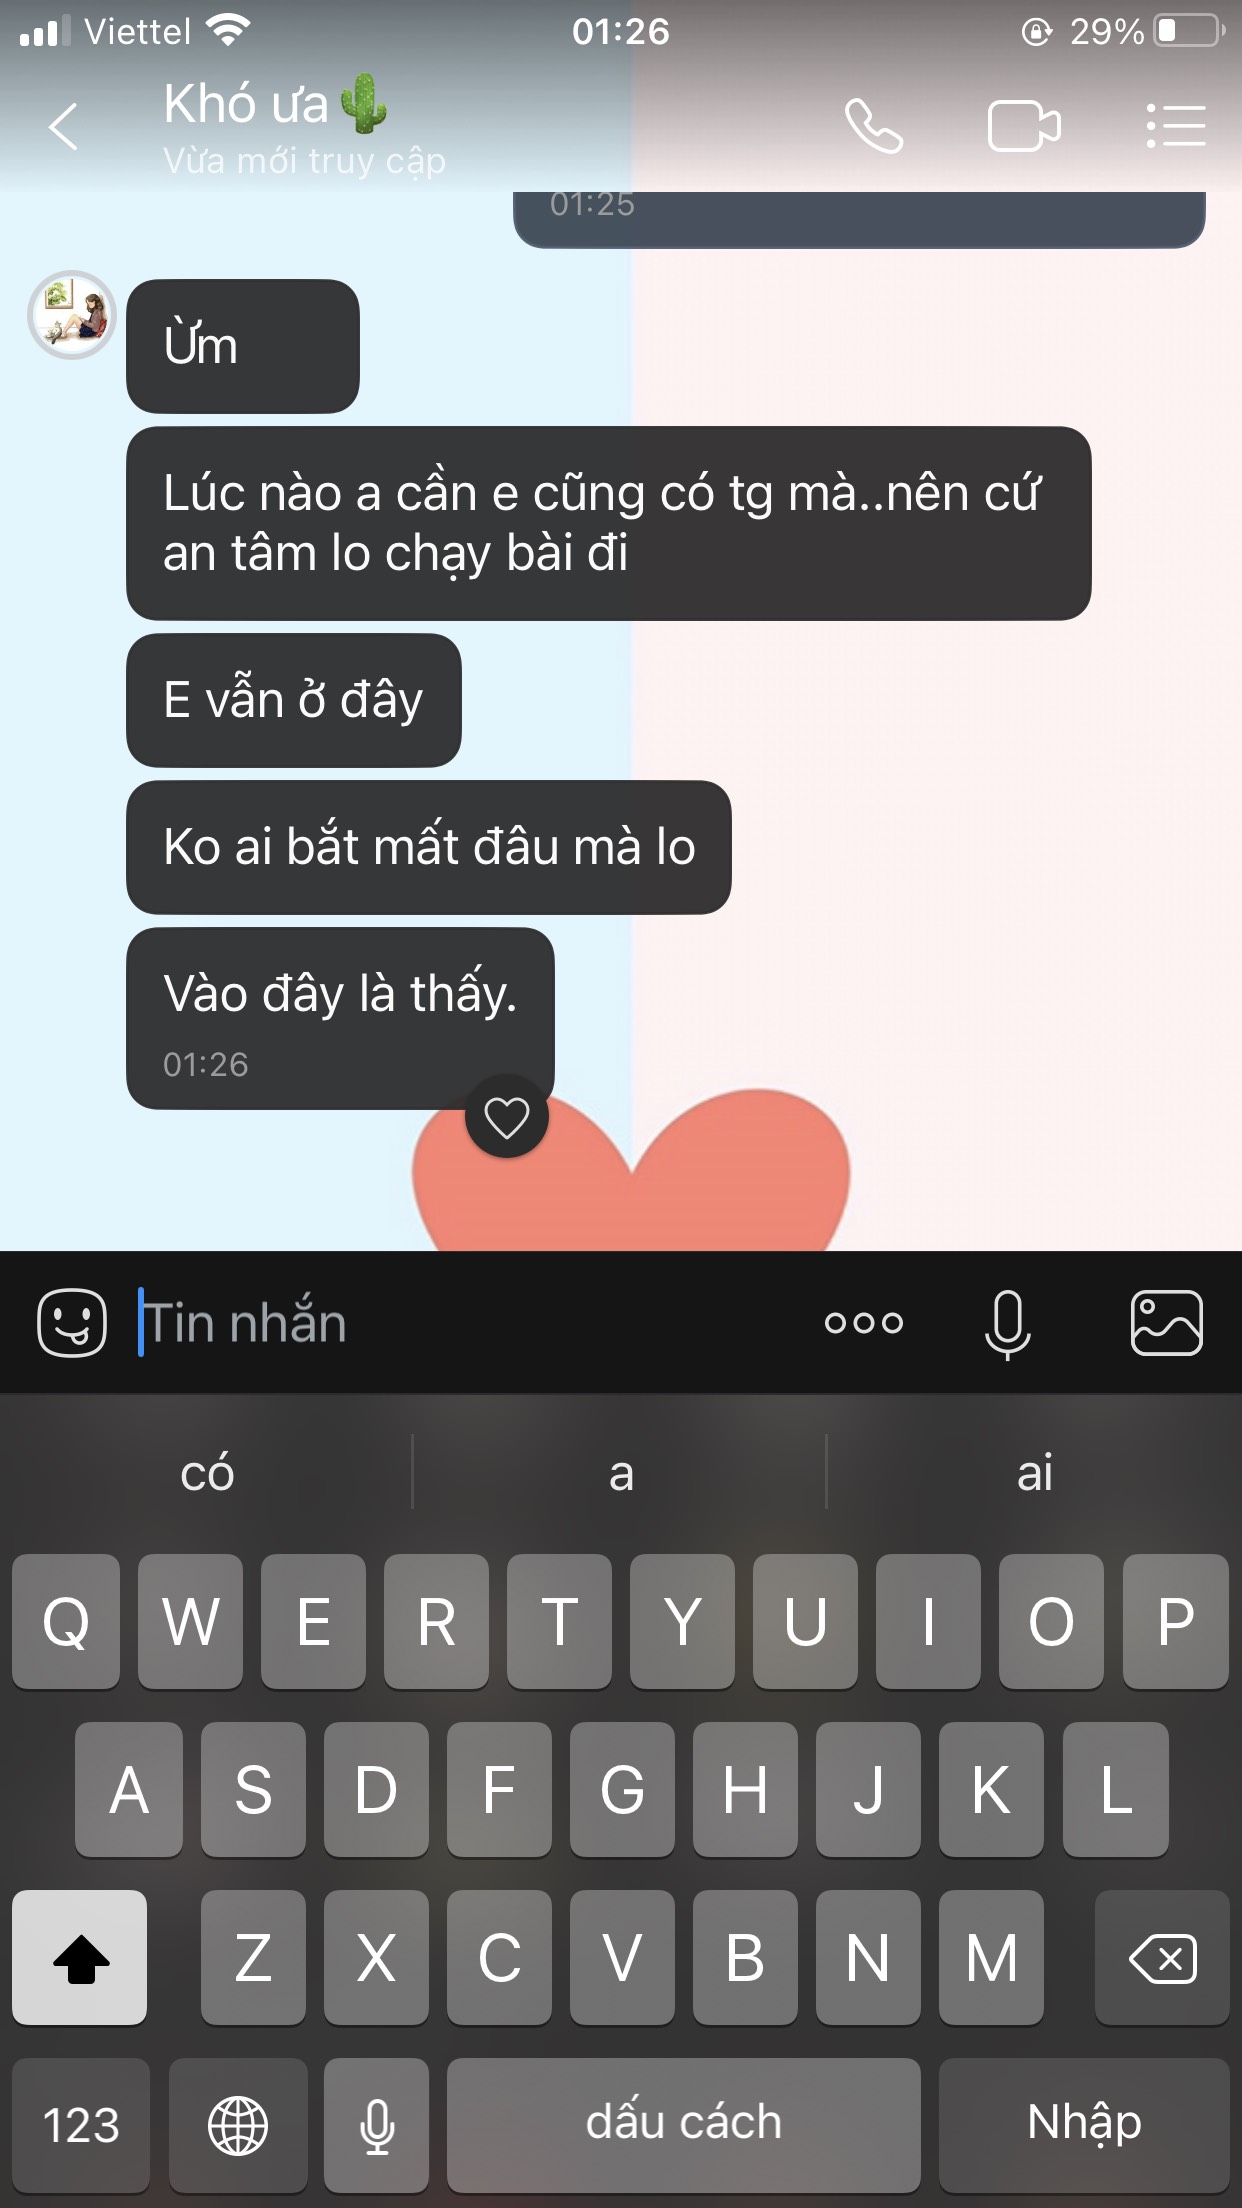 Viettel 01:26 29%
Khó ưa🌵
Vừa mới truy cập
01:25
Ừm
Lúc nào a cần e cũng có tg mà..nên cứ
an tâm lo chạy bài đi
E vẫn ở đây
Ko ai bắt mất đâu mà lo
Vào đây là thấy.
01:26
Tin nhắn
có a ai
Q W E R T Y U I O P
A S D F G H J K L
Z X C V B N M
123 dấu cách Nhập